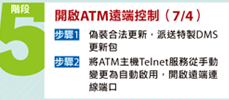 階段
5
開啟ATM遠端控制（7/4）
步驟1 偽裝合法更新，派送特製DMS
更新包
步驟2 將ATM主機Telnet服務從手動
變更為自動啟用，開啟遠端連
線端口